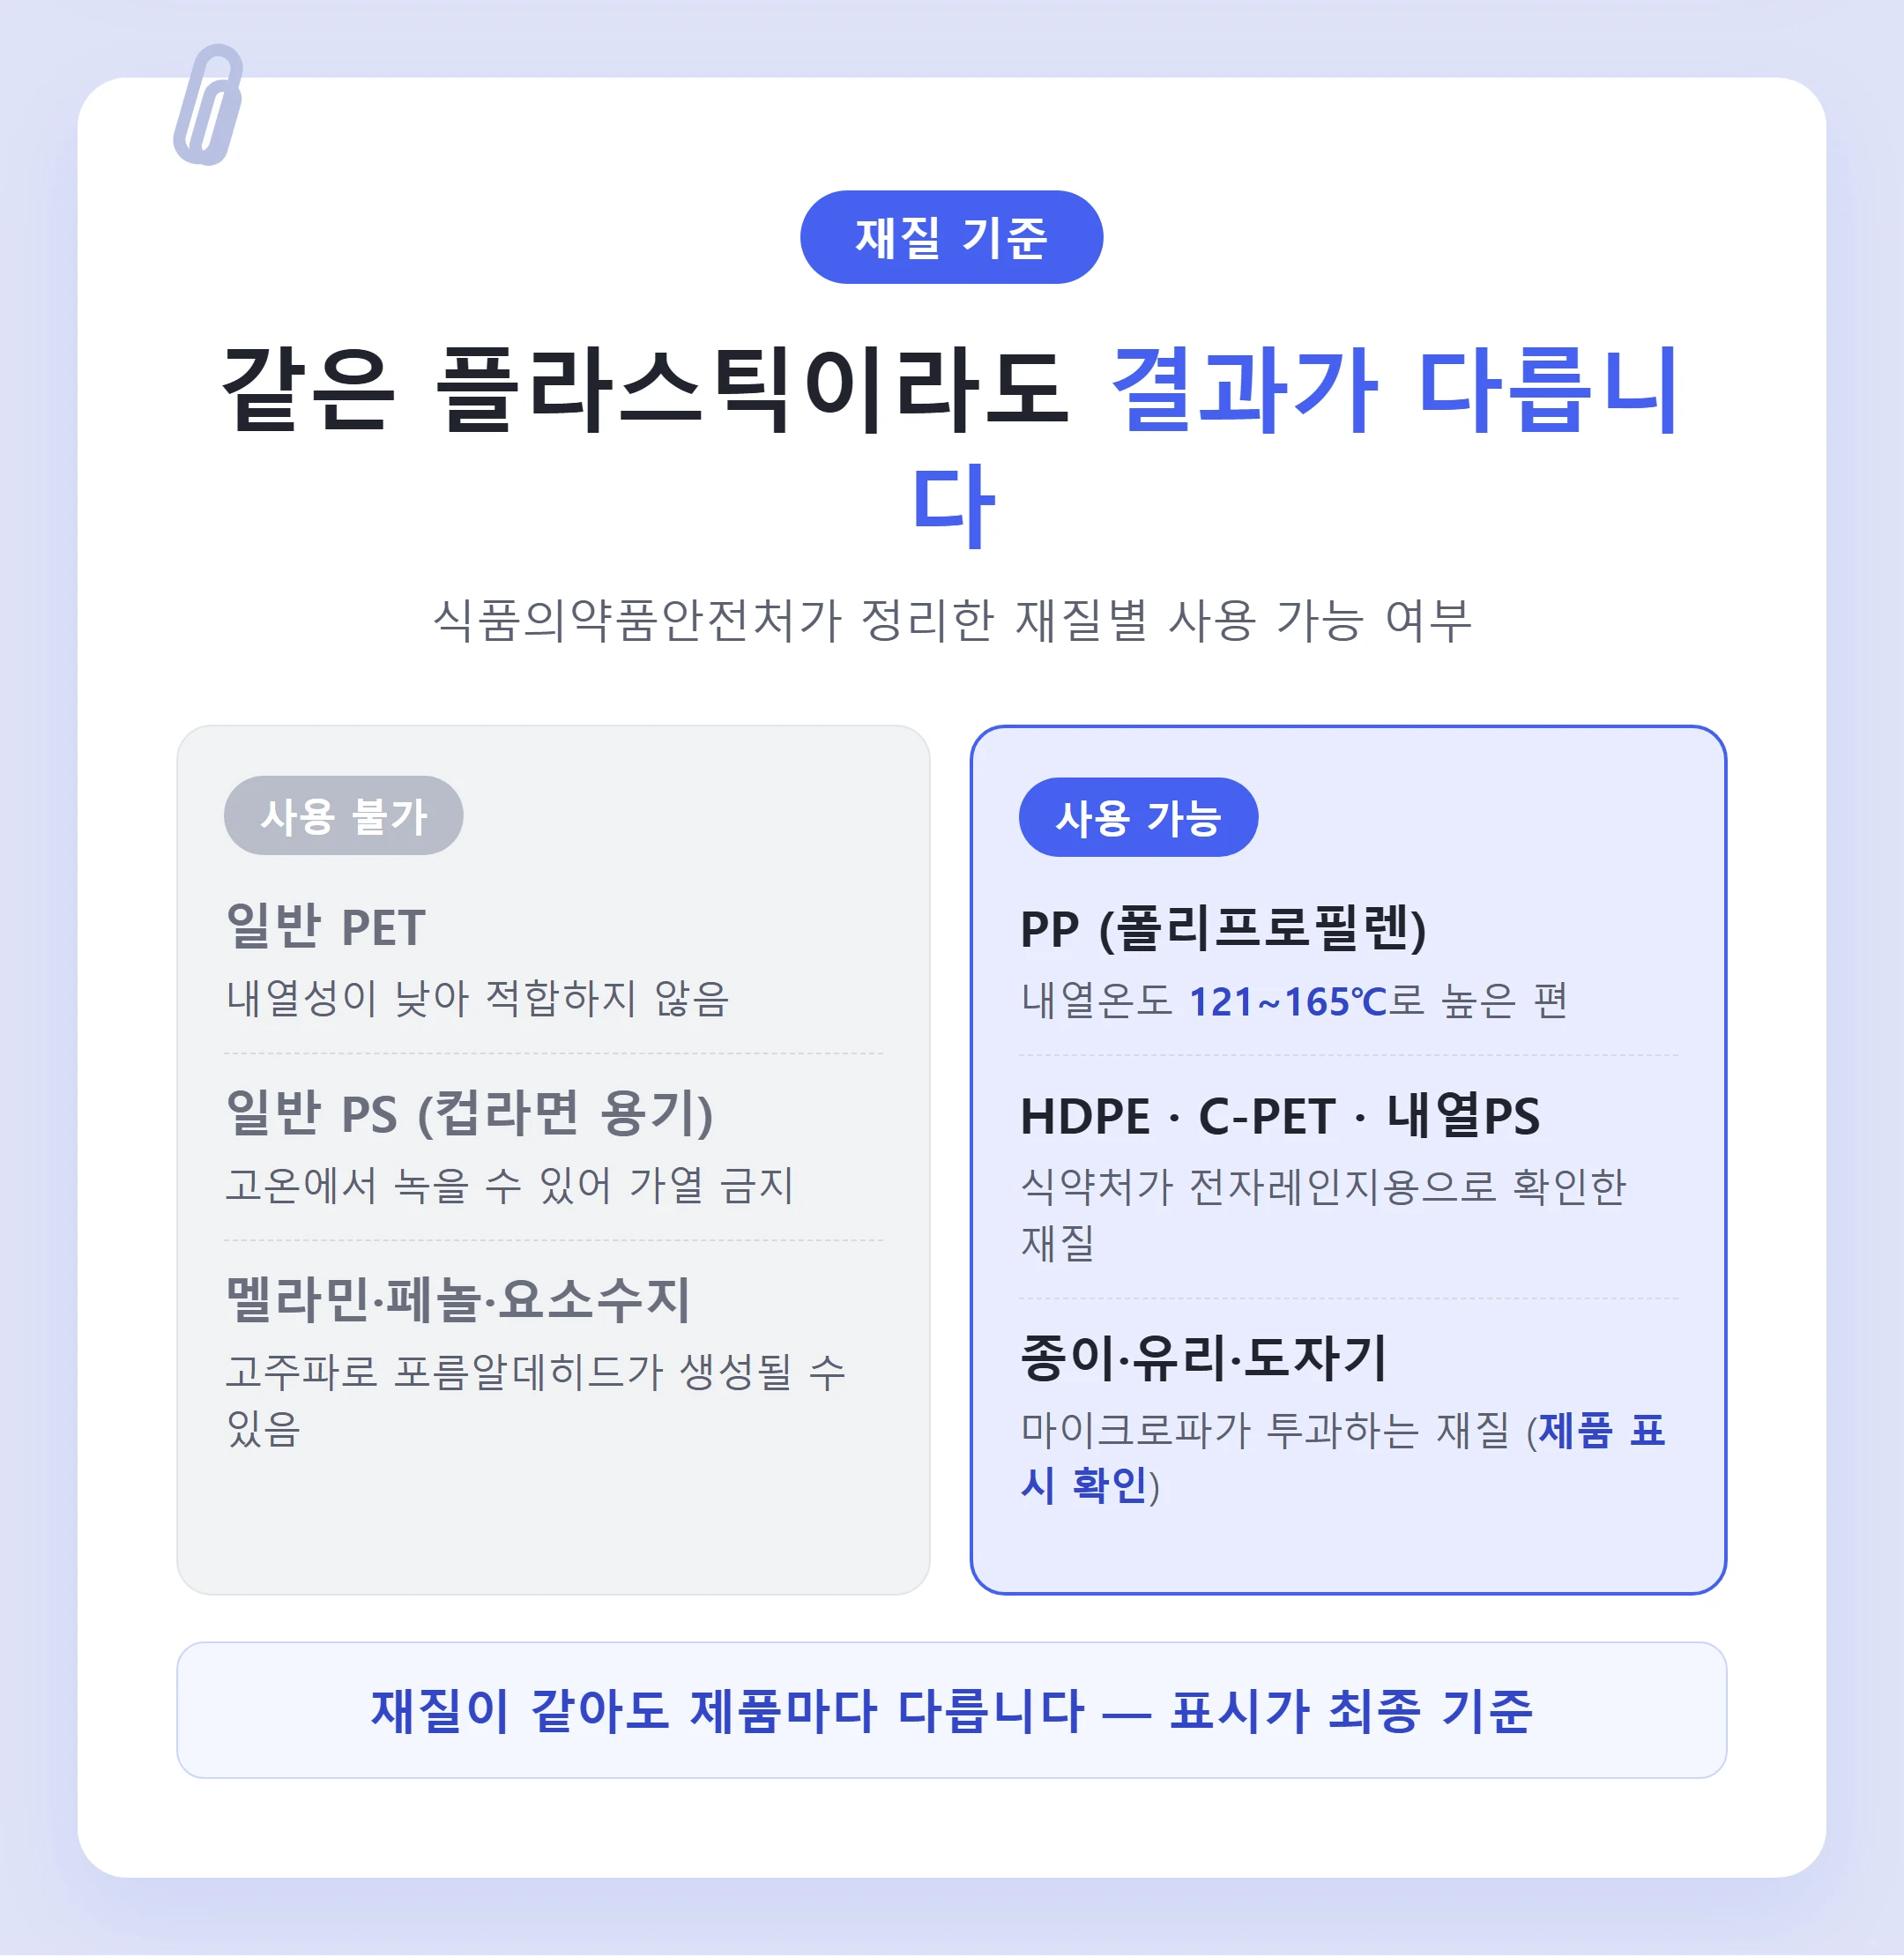 재질 기준
같은 플라스틱이라도 결과가 다릅니
다
식품의약품안전처가 정리한 재질별 사용 가능 여부
사용 불가
일반 PET
내열성이 낮아 적합하지 않음
일반 PS (컵라면 용기)
고온에서 녹을 수 있어 가열 금지
멜라민·페놀·요소수지
고주파로 포름알데히드가 생성될 수
있음
사용 가능
PP (폴리프로필렌)
내열온도 121~165℃로 높은 편
HDPE · C-PET · 내열PS
식약처가 전자레인지용으로 확인한
재질
종이·유리·도자기
마이크로파가 투과하는 재질 (제품 표
시 확인)
재질이 같아도 제품마다 다릅니다 — 표시가 최종 기준